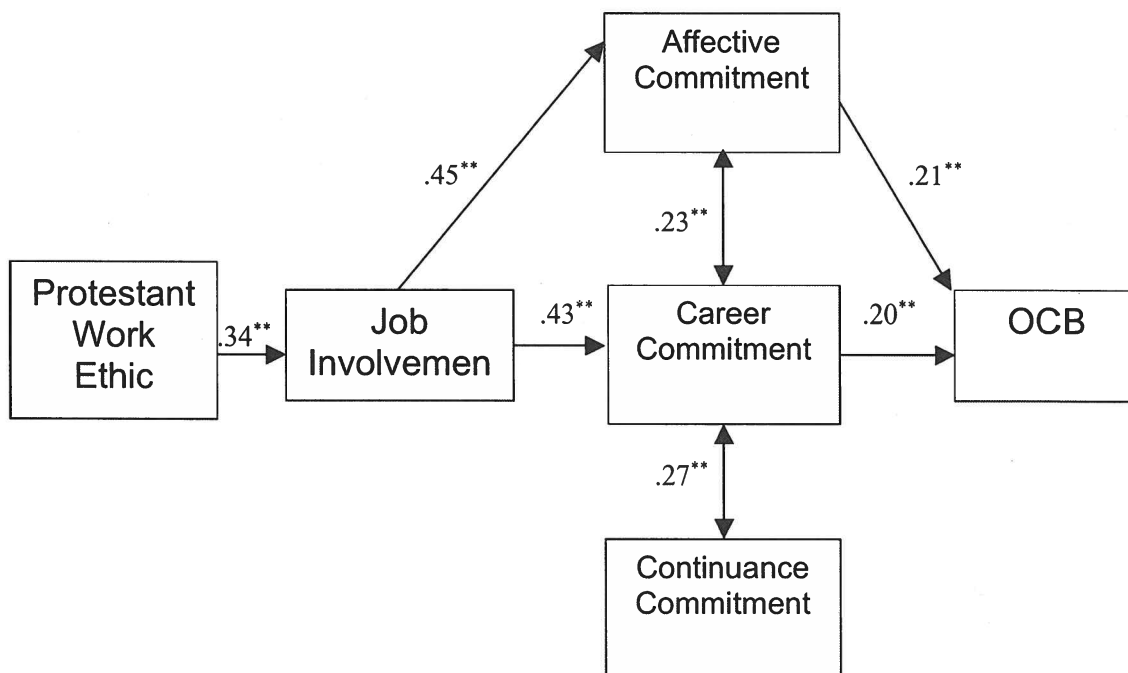 Affective
Commitment
.45**
.21**
.23**
Protestant
Work
Ethic
.34**
Job
Involvemen
.43**
Career
Commitment
.20**
OCB
.27**
Continuance
Commitment